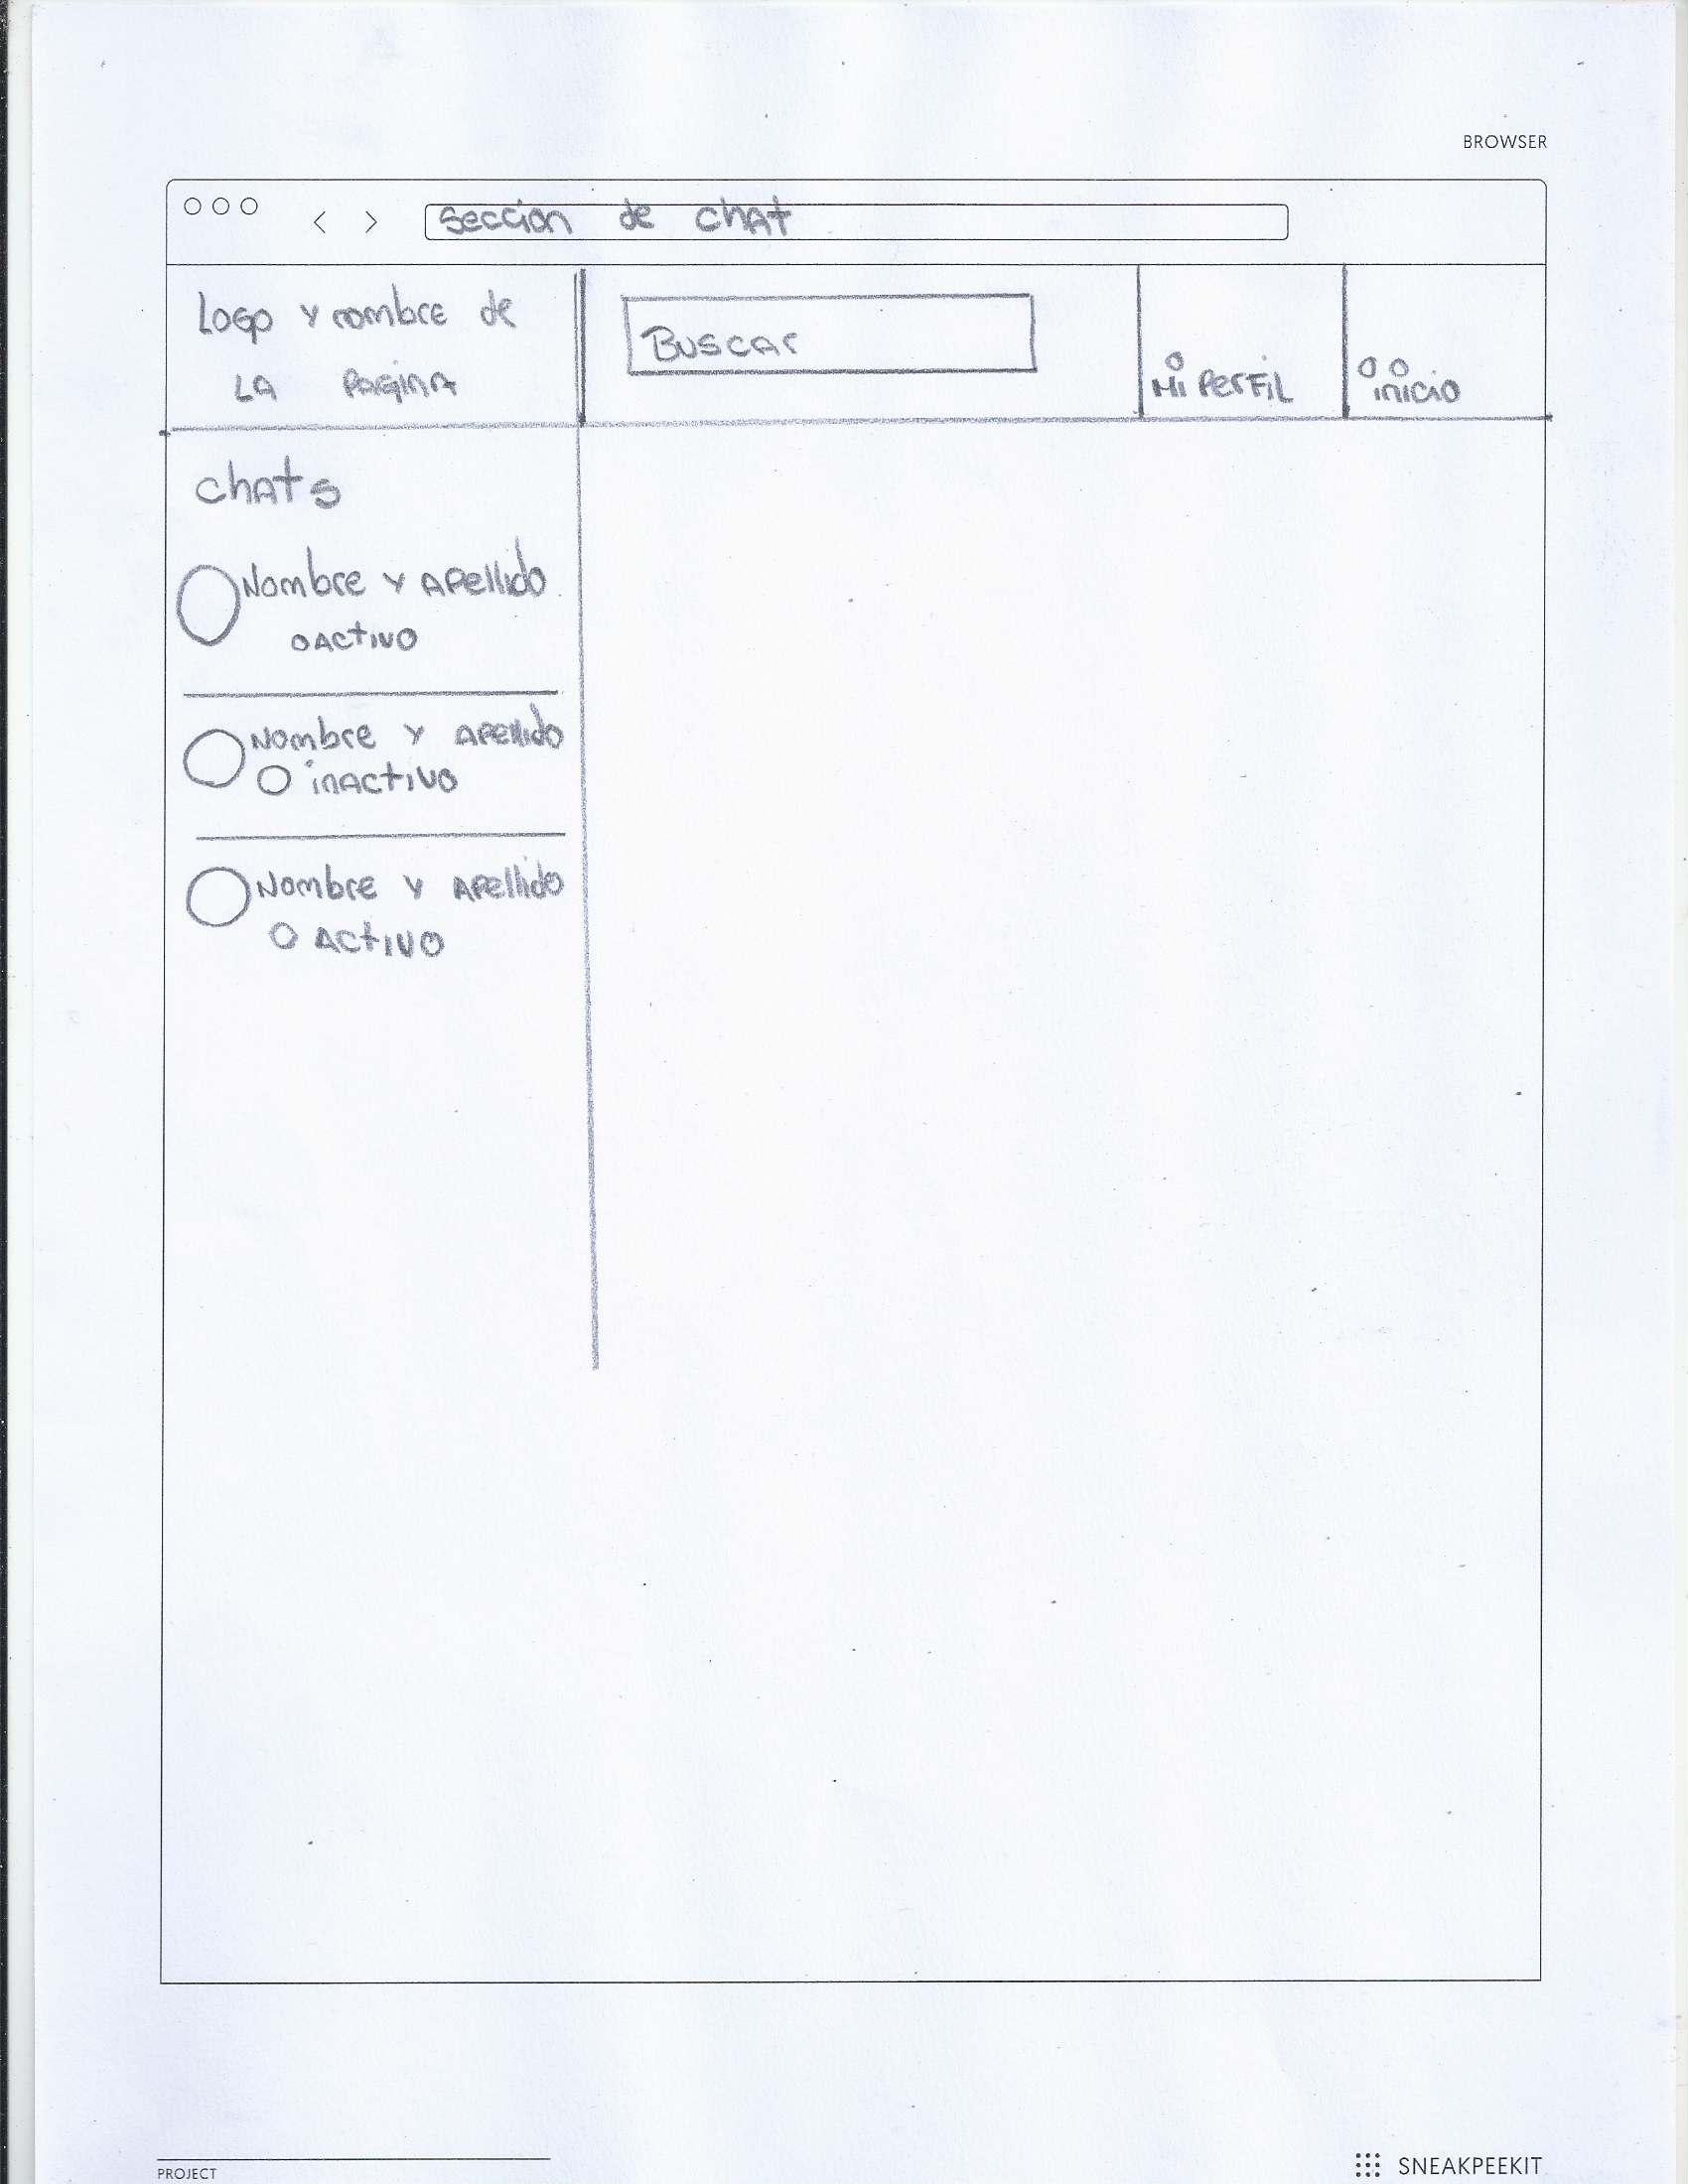 BROWSER
sección de chat
Logo y nombre de
LA PAGINA
Buscar
Mi Perfil
inicio
chats
Nombre y Apellido
Activo
Nombre y Apellido
inactivo
Nombre y Apellido
Activo
PROJECT
SNEAKPEEKIT